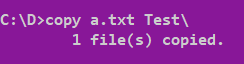 C:\D>copy a.txt Test\
        1 file(s) copied.